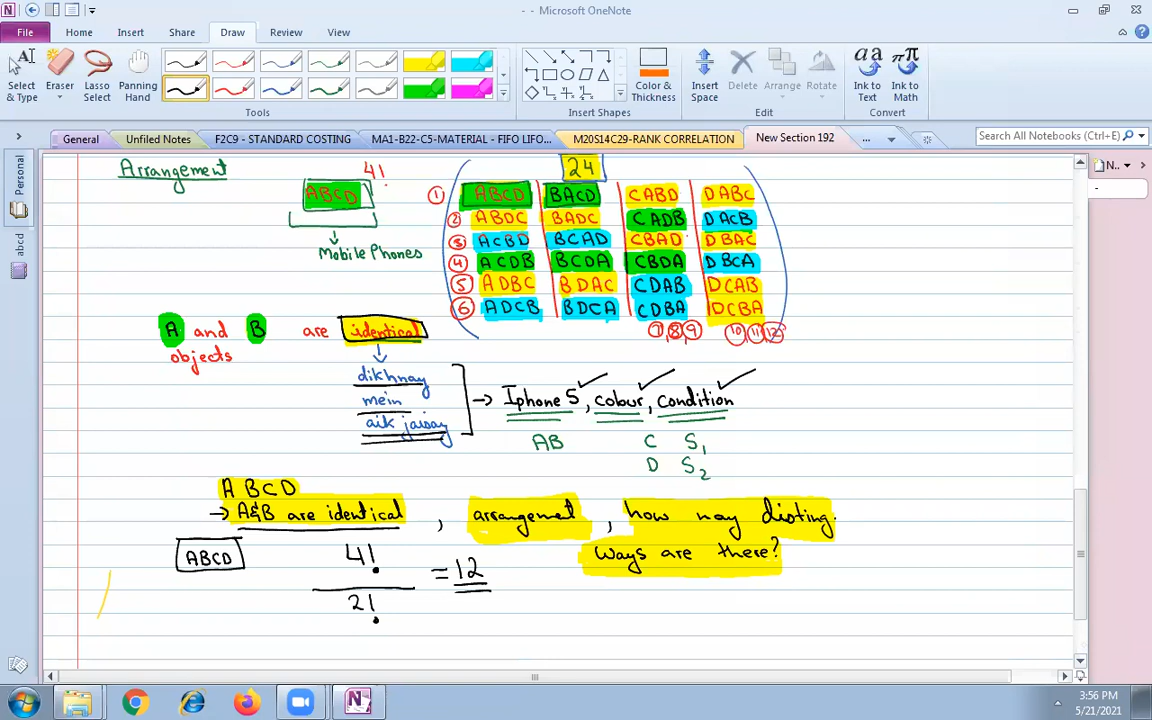 Microsoft OneNote
File Home Insert Share Draw Review View
Select & Type
Eraser
Lasso Select
Panning Hand
Color & Thickness
Insert Space
Delete
Arrange
Rotate
Ink to Text
Ink to Math
Tools
Insert Shapes
Edit
Convert
General
Unfiled Notes
F2C9 - STANDARD COSTING
MA1-B22-C5-MATERIAL - FIFO LIFO...
M20S14C29-RANK CORRELATION
New Section 192
...
Search All Notebooks (Ctrl+E)
N..
Personal
abcd
Arrangement
4!
24
ABCD
Mobile Phones
1 ABCD BACD CABD DABC
2 ABDC BADC CADB DACB
3 ACBD BCAD CBAD DBAC
4 ACDB BCDA CBDA DBCA
5 ADBC BDAC CDAB DCAB
6 ADCB BDCA CDBA DCBA
7, 8, 9 10, 11, 12
A and B are identical
objects
dikhnay
mein
aik jaisay
→ Iphone 5, colour, condition
AB C S1
D S2
A B C D
→ A&B are identical, arrangement, how may disting.
ways are there?
ABCD
4!
2!
= 12
3:56 PM
5/21/2021